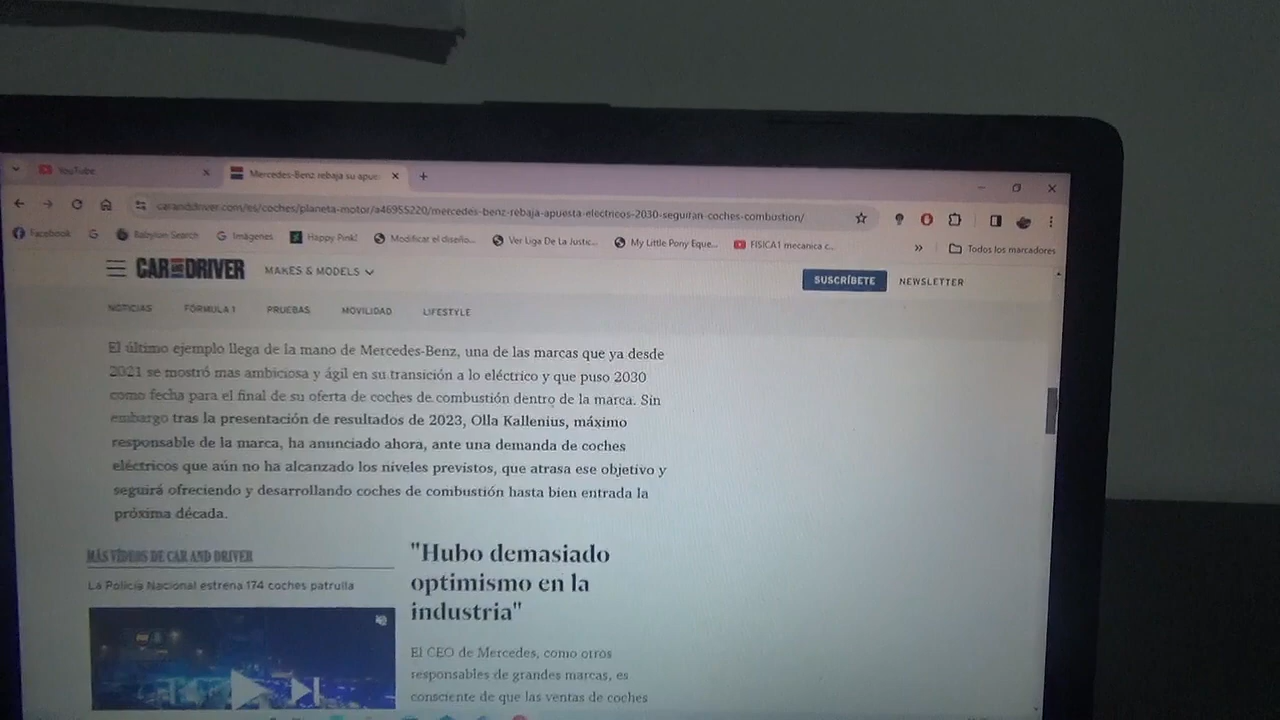 YouTube
Mercedes-Benz rebaja su apue
caranddriver.com/es/coches/planeta-motor/a46955220/mercedes-benz-rebaja-apuesta-electricos-2030-seguiran-coches-combustion/
Facebook
Babylon Search
Imágenes
Happy Pink!
Modificar el diseño...
Ver Liga De La Justic...
My Little Pony Eque...
FISICA1 mecanica c...
Todos los marcadores
CAR AND DRIVER
MAKES & MODELS
SUSCRÍBETE
NEWSLETTER
NOTICIAS
FÓRMULA 1
PRUEBAS
MOVILIDAD
LIFESTYLE
El último ejemplo llega de la mano de Mercedes-Benz, una de las marcas que ya desde
2021 se mostró mas ambiciosa y ágil en su transición a lo eléctrico y que puso 2030
como fecha para el final de su oferta de coches de combustión dentro de la marca. Sin
embargo tras la presentación de resultados de 2023, Olla Kallenius, máximo
responsable de la marca, ha anunciado ahora, ante una demanda de coches
eléctricos que aún no ha alcanzado los niveles previstos, que atrasa ese objetivo y
seguirá ofreciendo y desarrollando coches de combustión hasta bien entrada la
próxima década.
MÁS VÍDEOS DE CAR AND DRIVER
La Policía Nacional estrena 174 coches patrulla
"Hubo demasiado
optimismo en la
industria"
El CEO de Mercedes, como otros
responsables de grandes marcas, es
consciente de que las ventas de coches